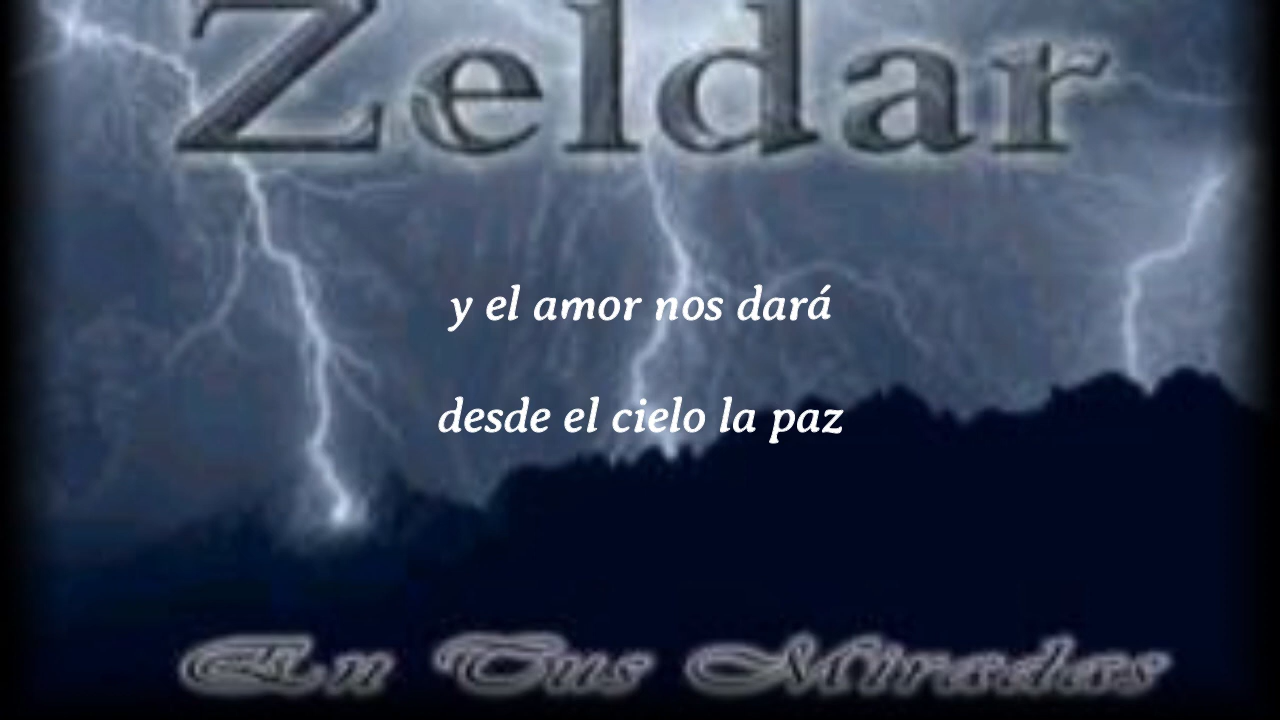 Zeldar
y el amor nos dará
desde el cielo la paz
En Tus Miradas